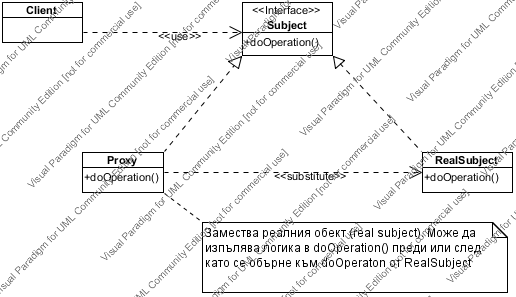 Client
<<Interface>>
Subject
+doOperation()
<<use>>
Proxy
+doOperation()
RealSubject
+doOperation()
<<substitute>>
Замества реалния обект (real subject). Може да
изпълява логика в doOperation() преди или след
като се обърне към doOperaton от RealSubject
Visual Paradigm for UML Community Edition [not for commercial use]